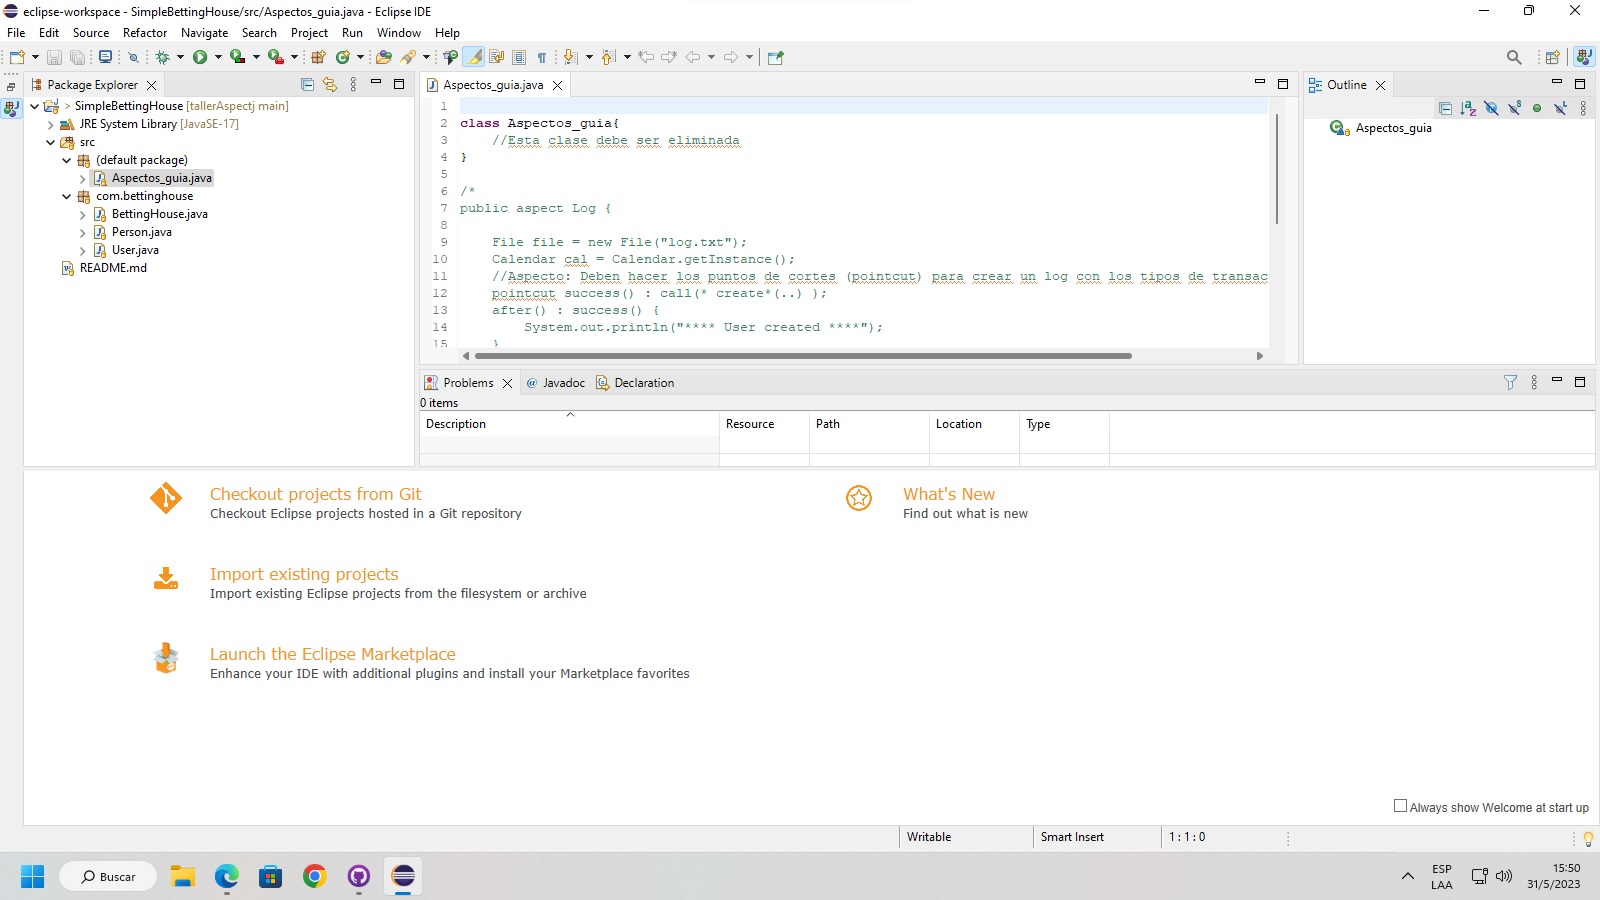 eclipse-workspace - SimpleBettingHouse/src/Aspectos_guia.java - Eclipse IDE
File Edit Source Refactor Navigate Search Project Run Window Help
Package Explorer
> SimpleBettingHouse [tallerAspectj main]
JRE System Library [JavaSE-17]
src
(default package)
Aspectos_guia.java
com.bettinghouse
BettingHouse.java
Person.java
User.java
README.md
Aspectos_guia.java
1
2 class Aspectos_guia{
3 //Esta clase debe ser eliminada
4 }
5
6 /*
7 public aspect Log {
8
9 File file = new File("log.txt");
10 Calendar cal = Calendar.getInstance();
11 //Aspecto: Deben hacer los puntos de cortes (pointcut) para crear un log con los tipos de transac
12 pointcut success() : call(* create*(..) );
13 after() : success() {
14 System.out.println("**** User created ****");
15 }
Outline
Aspectos_guia
Problems @ Javadoc Declaration
0 items
Description Resource Path Location Type
Checkout projects from Git
Checkout Eclipse projects hosted in a Git repository
What's New
Find out what is new
Import existing projects
Import existing Eclipse projects from the filesystem or archive
Launch the Eclipse Marketplace
Enhance your IDE with additional plugins and install your Marketplace favorites
Always show Welcome at start up
Writable Smart Insert 1 : 1 : 0
Buscar
ESP
LAA
15:50
31/5/2023